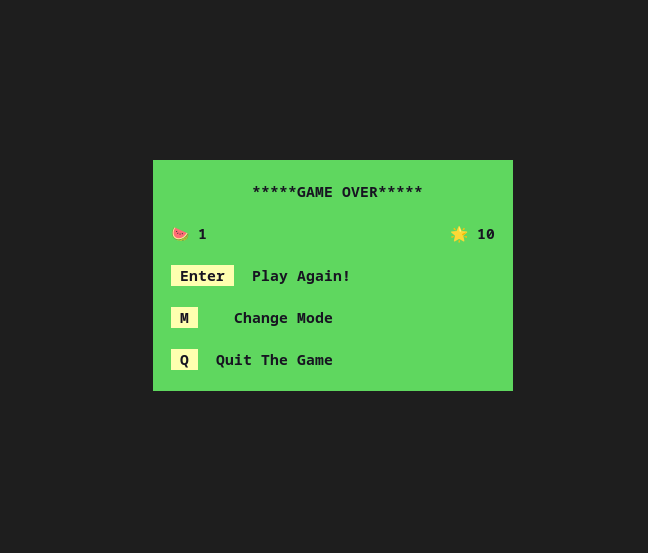 *****GAME OVER*****
🍉 1 🌟 10
Enter Play Again!
M Change Mode
Q Quit The Game